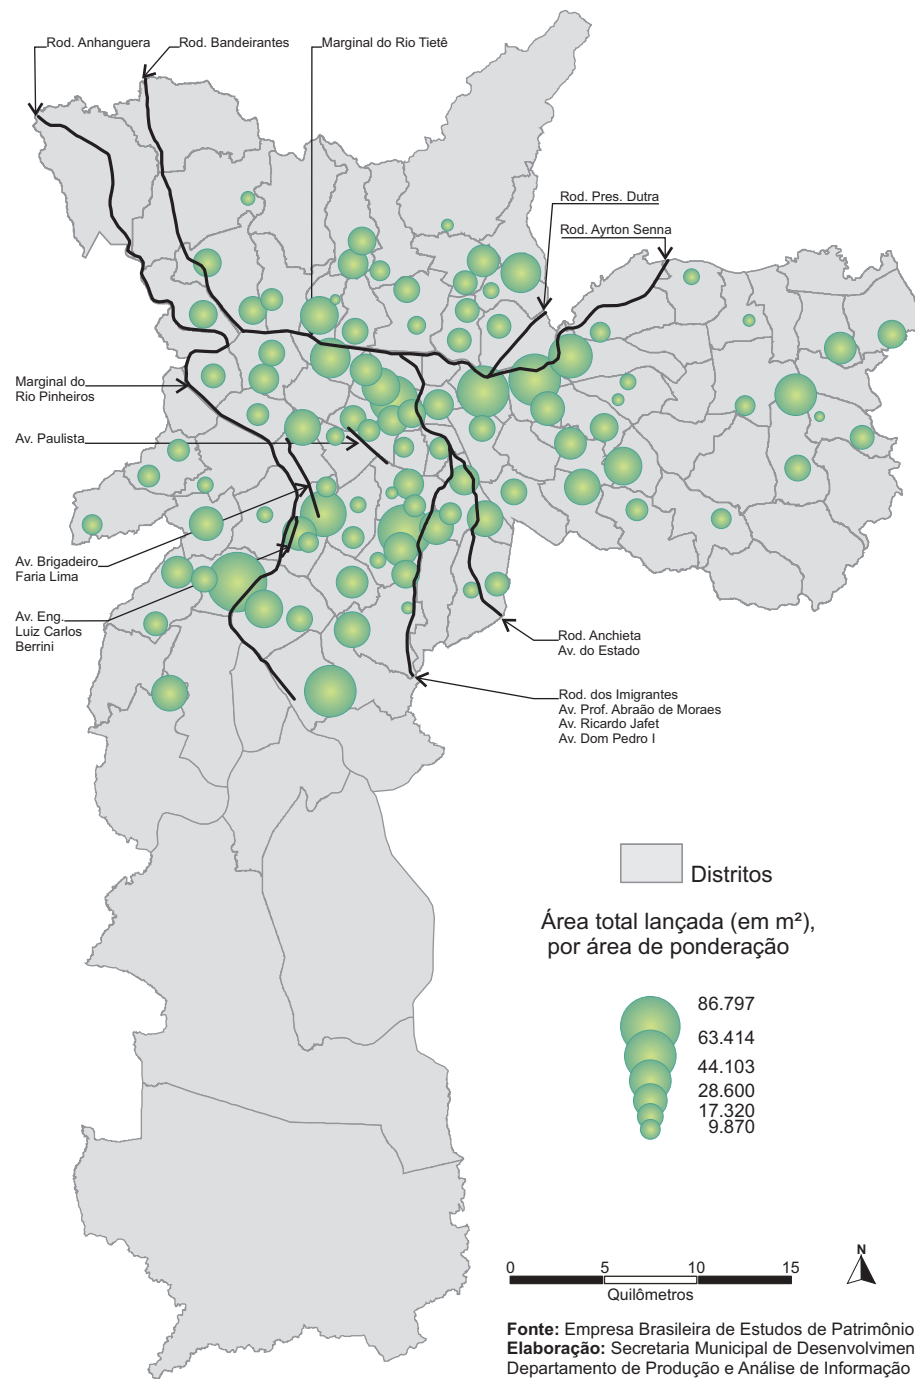 Rod. Anhanguera
Rod. Bandeirantes
Marginal do Rio Tietê
Rod. Pres. Dutra
Rod. Ayrton Senna
Marginal do
Rio Pinheiros
Av. Paulista
Av. Brigadeiro
Faria Lima
Av. Eng.
Luiz Carlos
Berrini
Rod. Anchieta
Av. do Estado
Rod. dos Imigrantes
Av. Prof. Abraão de Moraes
Av. Ricardo Jafet
Av. Dom Pedro I
Distritos
Área total lançada (em m²),
por área de ponderação
86.797
63.414
44.103
28.600
17.320
9.870
N
0 5 10 15
Quilômetros
Fonte: Empresa Brasileira de Estudos de Patrimônio
Elaboração: Secretaria Municipal de Desenvolvimen
Departamento de Produção e Análise de Informação